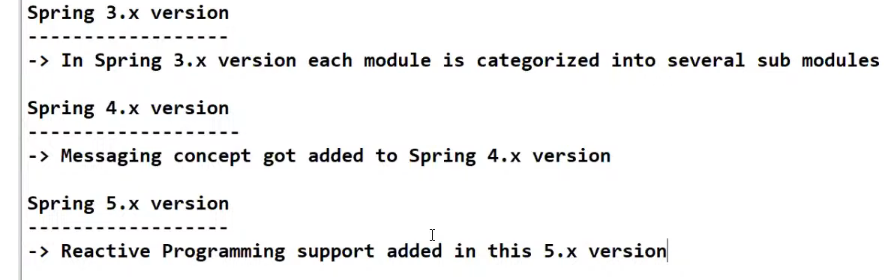 Spring 3.x version
------------------
-> In Spring 3.x version each module is categorized into several sub modules
Spring 4.x version
-------------------
-> Messaging concept got added to Spring 4.x version
Spring 5.x version
------------------
-> Reactive Programming support added in this 5.x version